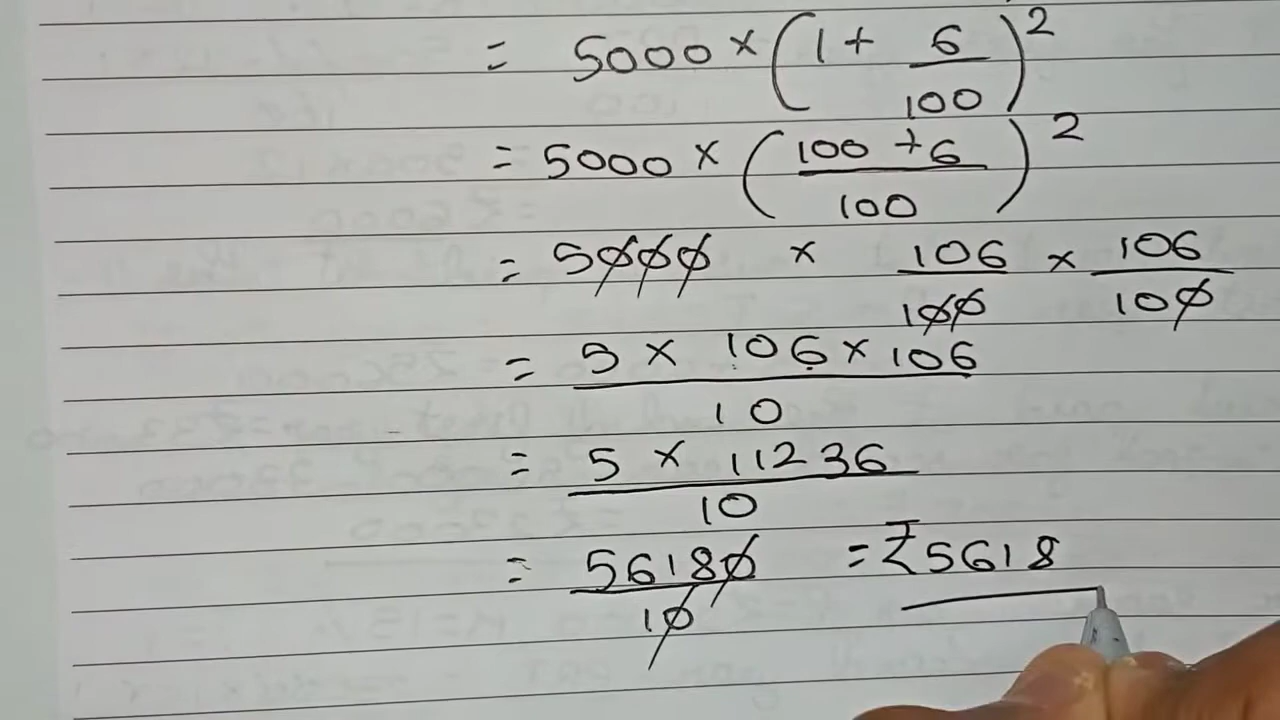 = 5000 × (1 + 6/100)²
= 5000 × (100 + 6/100)²
= 5000 × 106/100 × 106/100
= 5 × 106 × 106/10
= 5 × 11236/10
= 56180/10 = ₹5618